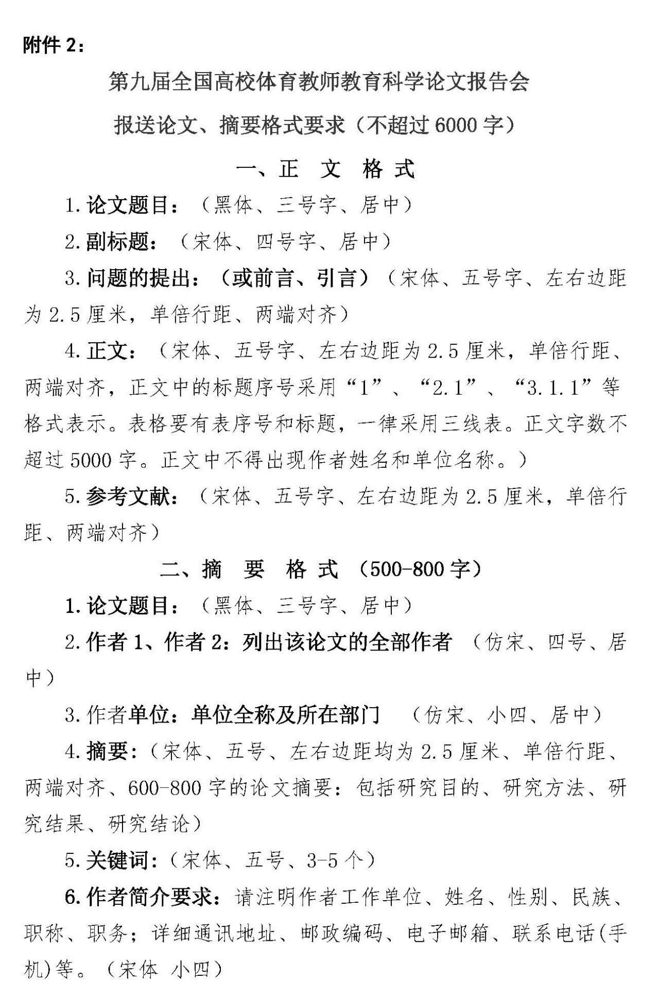 附件2：
第九届全国高校体育教师教育科学论文报告会
报送论文、摘要格式要求（不超过6000字）
一、正 文 格 式
1.论文题目：（黑体、三号字、居中）
2.副标题：（宋体、四号字、居中）
3.问题的提出：（或前言、引言）（宋体、五号字、左右边距
为2.5厘米，单倍行距、两端对齐）
4.正文：（宋体、五号字、左右边距为2.5厘米，单倍行距、
两端对齐，正文中的标题序号采用“1”、“2.1”、“3.1.1”等
格式表示。表格要有表序号和标题，一律采用三线表。正文字数不
超过5000字。正文中不得出现作者姓名和单位名称。）
5.参考文献：（宋体、五号字、左右边距为2.5厘米，单倍行
距、两端对齐）
二、摘 要 格 式 （500-800字）
1.论文题目：（黑体、三号字、居中）
2.作者1、作者2：列出该论文的全部作者 （仿宋、四号、居
中）
3.作者单位：单位全称及所在部门 （仿宋、小四、居中）
4.摘要:（宋体、五号、左右边距均为2.5厘米、单倍行距、
两端对齐、600-800字的论文摘要：包括研究目的、研究方法、研
究结果、研究结论）
5.关键词:（宋体、五号、3-5个）
6.作者简介要求：请注明作者工作单位、姓名、性别、民族、
职称、职务；详细通讯地址、邮政编码、电子邮箱、联系电话(手
机)等。（宋体 小四）